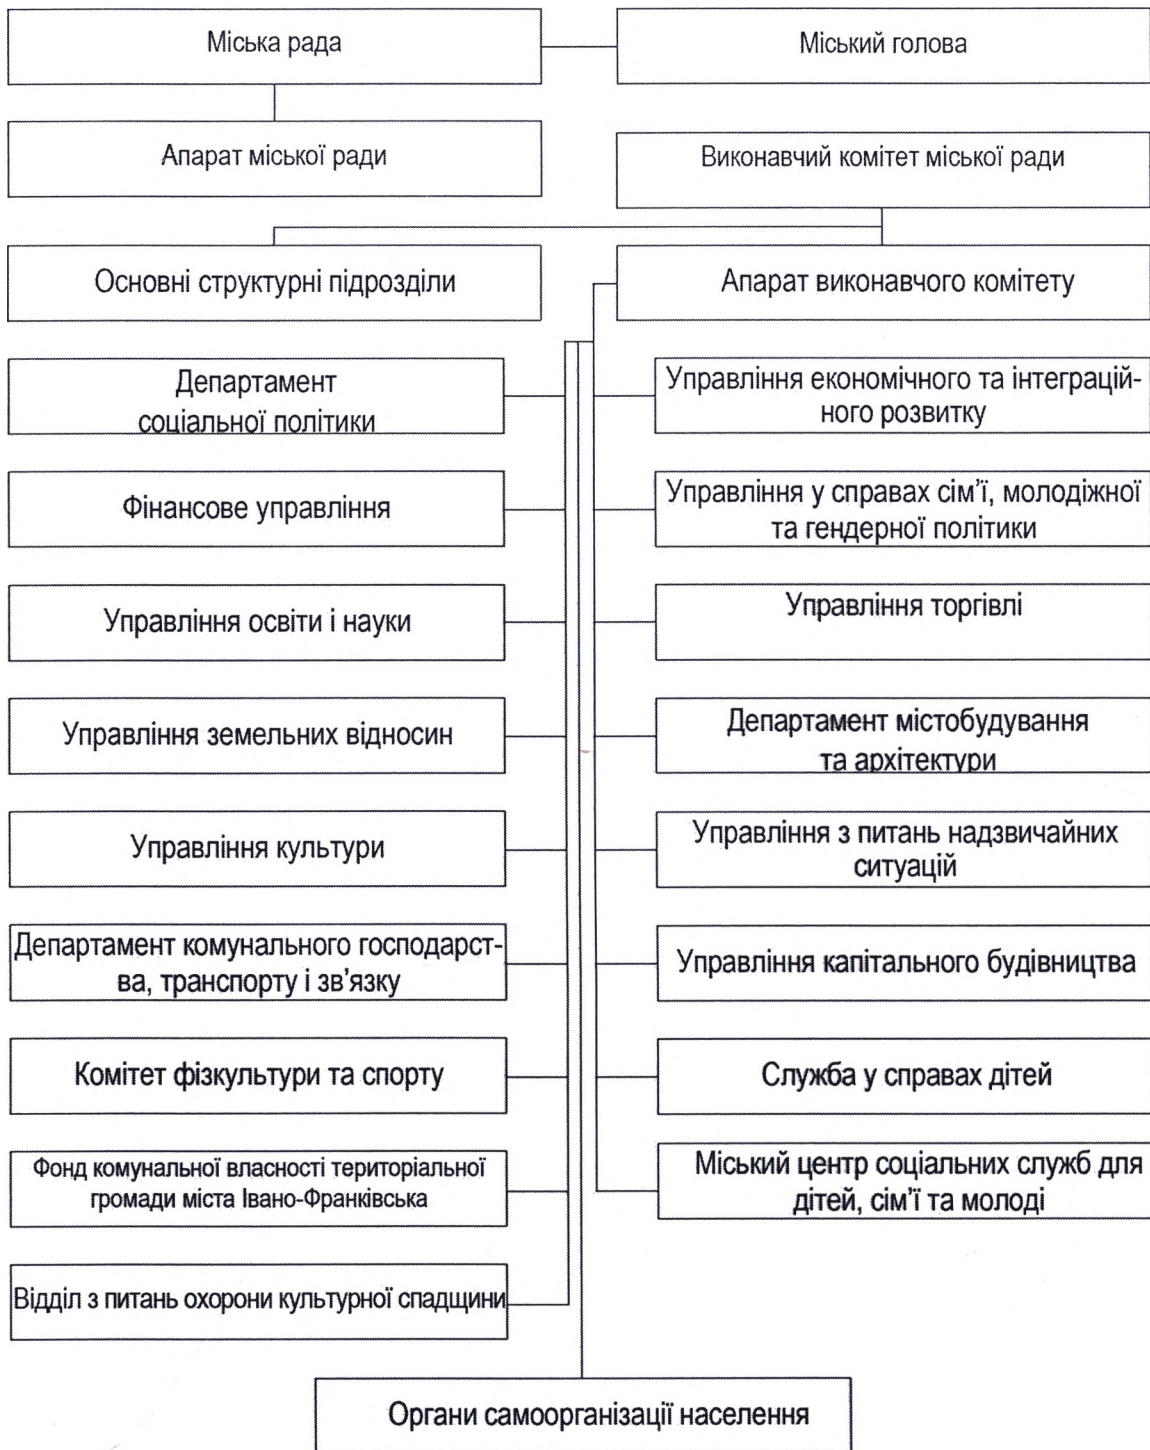 Міська рада
Міський голова
Апарат міської ради
Виконавчий комітет міської ради
Основні структурні підрозділи
Апарат виконавчого комітету
Департамент
соціальної політики
Управління економічного та інтеграцій-
ного розвитку
Фінансове управління
Управління у справах сім’ї, молодіжної
та гендерної політики
Управління освіти і науки
Управління торгівлі
Управління земельних відносин
Департамент містобудування
та архітектури
Управління культури
Управління з питань надзвичайних
ситуацій
Департамент комунального господарст-
ва, транспорту і зв’язку
Управління капітального будівництва
Комітет фізкультури та спорту
Служба у справах дітей
Фонд комунальної власності територіальної
громади міста Івано-Франківська
Міський центр соціальних служб для
дітей, сім’ї та молоді
Відділ з питань охорони культурної спадщини
Органи самоорганізації населення